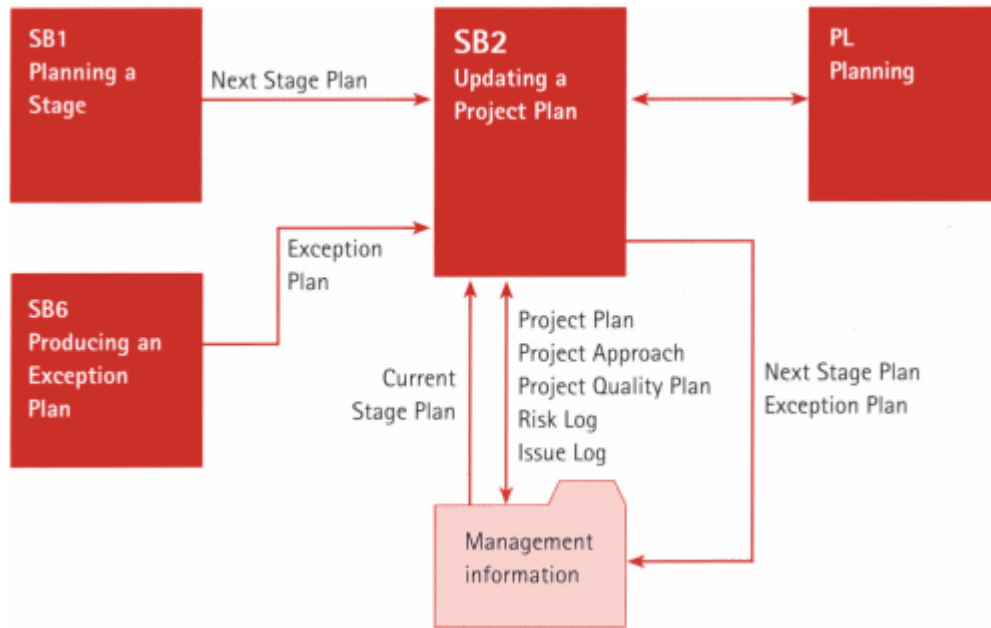 SB1
Planning a
Stage
Next Stage Plan
SB2
Updating a
Project Plan
PL
Planning
Exception
Plan
SB6
Producing an
Exception
Plan
Current
Stage Plan
Project Plan
Project Approach
Project Quality Plan
Risk Log
Issue Log
Next Stage Plan
Exception Plan
Management
information